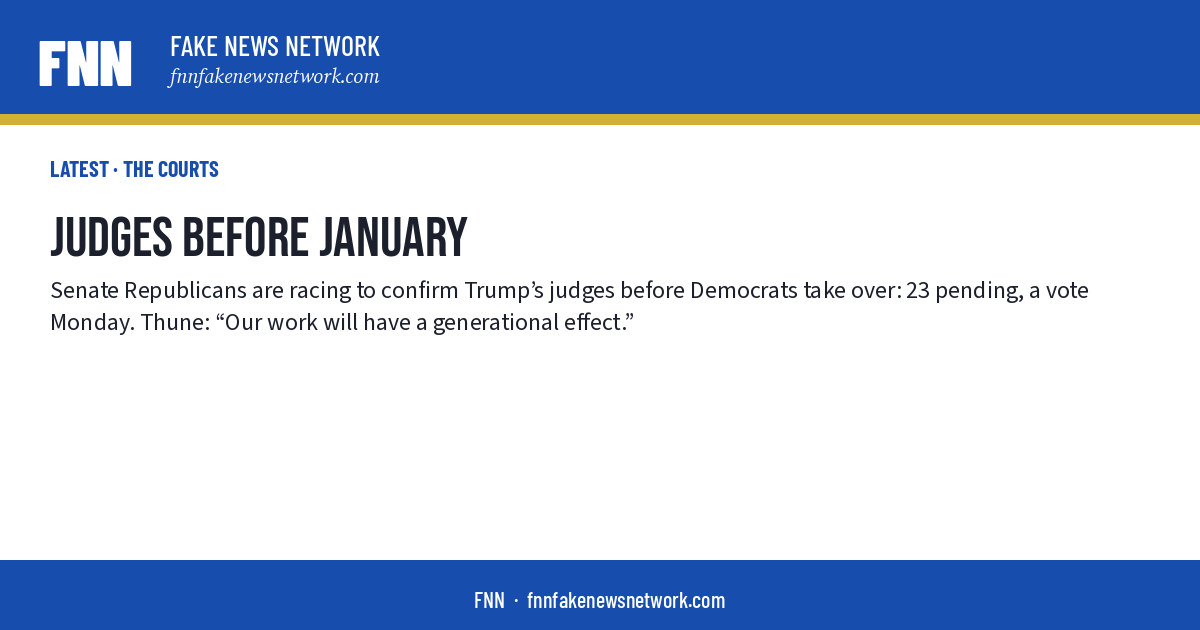 FNN
FAKE NEWS NETWORK
fnnfakenewsnetwork.com
LATEST · THE COURTS
JUDGES BEFORE JANUARY
Senate Republicans are racing to confirm Trump’s judges before Democrats take over: 23 pending, a vote
Monday. Thune: “Our work will have a generational effect.”
FNN · fnnfakenewsnetwork.com